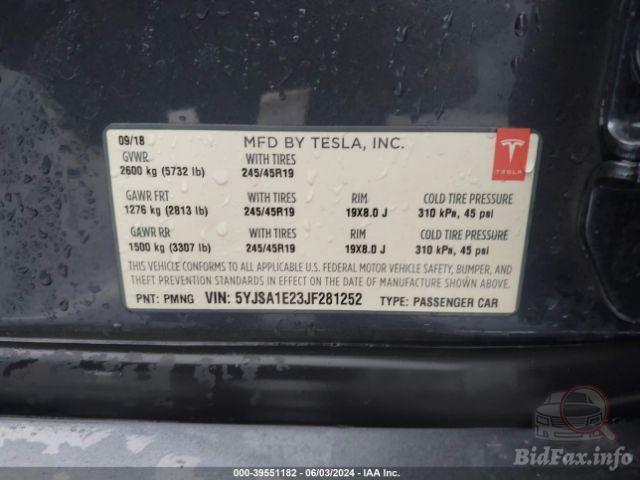 09/18 MFD BY TESLA, INC.
GVWR WITH TIRES
2600 kg (5732 lb) 245/45R19
TESLA
GAWR FRT WITH TIRES RIM COLD TIRE PRESSURE
1276 kg (2813 lb) 245/45R19 19X8.0 J 310 kPa, 45 psi
GAWR RR WITH TIRES RIM COLD TIRE PRESSURE
1500 kg (3307 lb) 245/45R19 19X8.0 J 310 kPa, 45 psi
THIS VEHICLE CONFORMS TO ALL APPLICABLE U.S. FEDERAL MOTOR VEHICLE SAFETY, BUMPER, AND
THEFT PREVENTION STANDARDS IN EFFECT ON THE DATE OF MANUFACTURE SHOWN ABOVE.
PNT: PMNG VIN: 5YJSA1E23JF281252 TYPE: PASSENGER CAR
BidFax.info
000-39551182 - 06/03/2024 - IAA Inc.